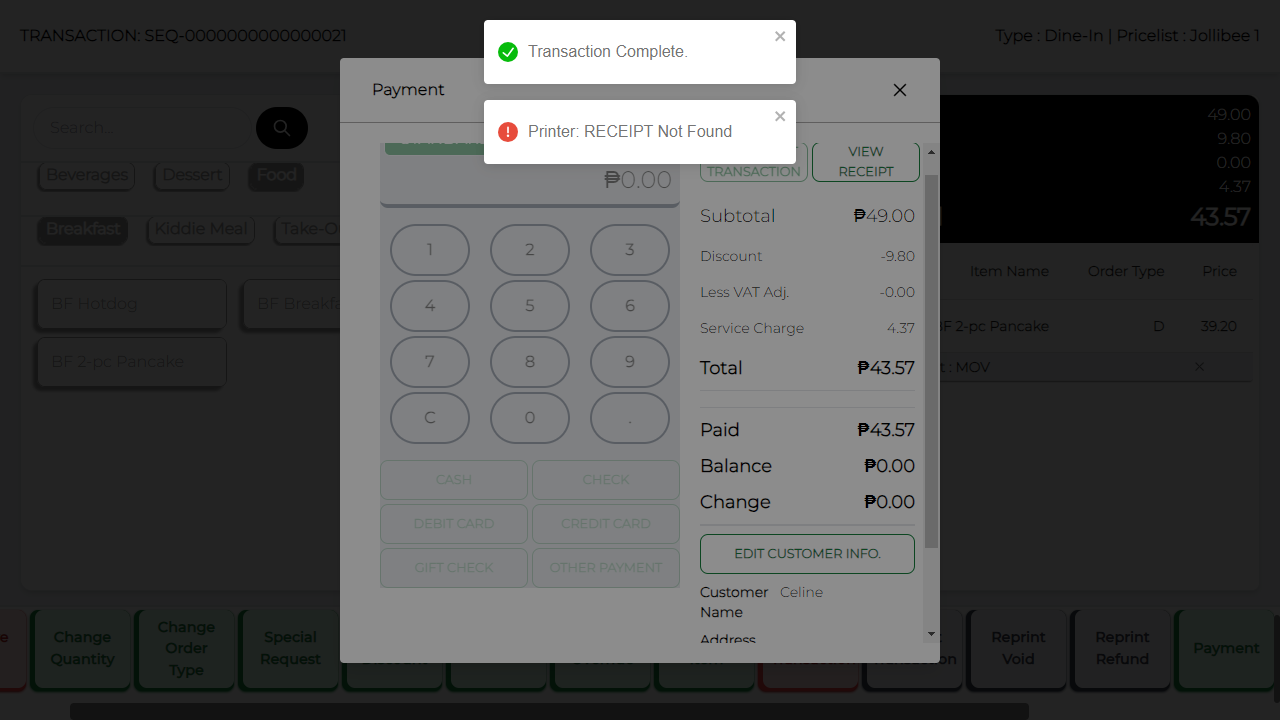 TRANSACTION: SEQ-0000000000000021
Type : Dine-In | Pricelist : Jollibee 1
Transaction Complete.
Printer: RECEIPT Not Found
Payment
Search...
Beverages
Dessert
Food
Breakfast
Kiddie Meal
Take-O
BF Hotdog
BF Breakfa
BF 2-pc Pancake
₱0.00
1 2 3
4 5 6
7 8 9
C 0 .
CASH
CHECK
DEBIT CARD
CREDIT CARD
GIFT CHECK
OTHER PAYMENT
TRANSACTION
VIEW
RECEIPT
Subtotal ₱49.00
Discount -9.80
Less VAT Adj. -0.00
Service Charge 4.37
Total ₱43.57
Paid ₱43.57
Balance ₱0.00
Change ₱0.00
EDIT CUSTOMER INFO.
Customer Celine
Name
Address
49.00
9.80
0.00
4.37
43.57
Item Name Order Type Price
BF 2-pc Pancake D 39.20
t : MOV
Change
Quantity
Change
Order
Type
Special
Request
Reprint
Void
Reprint
Refund
Payment